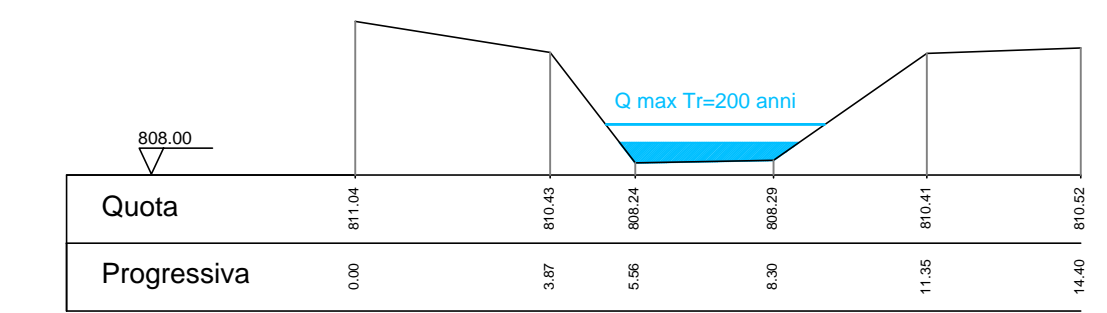 Q max Tr=200 anni
808.00
Quota 811.04 810.43 808.24 808.29 810.41 810.52
Progressiva 0.00 3.87 5.56 8.30 11.35 14.40